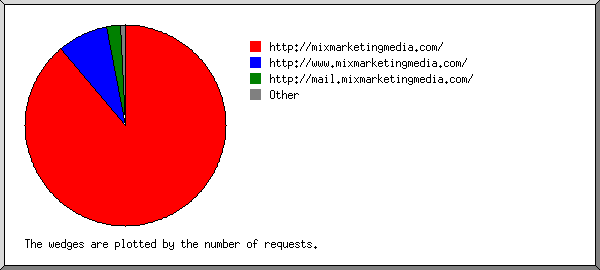 http://mixmarketingmedia.com/
http://www.mixmarketingmedia.com/
http://mail.mixmarketingmedia.com/
Other
The wedges are plotted by the number of requests.